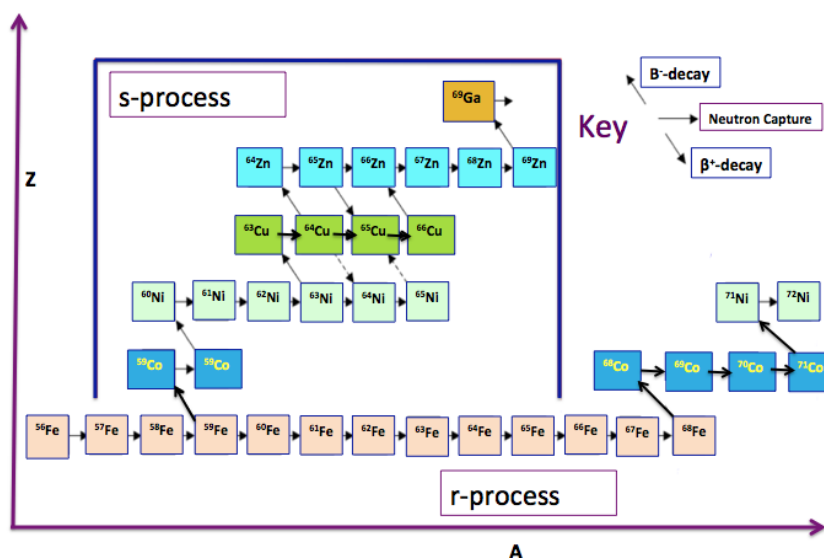 s-process
⁶⁹Ga
Key
B⁻-decay
Neutron Capture
β⁺-decay
Z
⁶⁴Zn ⁶⁵Zn ⁶⁶Zn ⁶⁷Zn ⁶⁸Zn ⁶⁹Zn
⁶³Cu ⁶⁴Cu ⁶⁵Cu ⁶⁶Cu
⁶⁰Ni ⁶¹Ni ⁶²Ni ⁶³Ni ⁶⁴Ni ⁶⁵Ni
⁷¹Ni ⁷²Ni
⁵⁹Co ⁵⁹Co
⁶⁸Co ⁶⁹Co ⁷⁰Co ⁷¹Co
⁵⁶Fe ⁵⁷Fe ⁵⁸Fe ⁵⁹Fe ⁶⁰Fe ⁶¹Fe ⁶²Fe ⁶³Fe ⁶⁴Fe ⁶⁵Fe ⁶⁶Fe ⁶⁷Fe ⁶⁸Fe
r-process
A